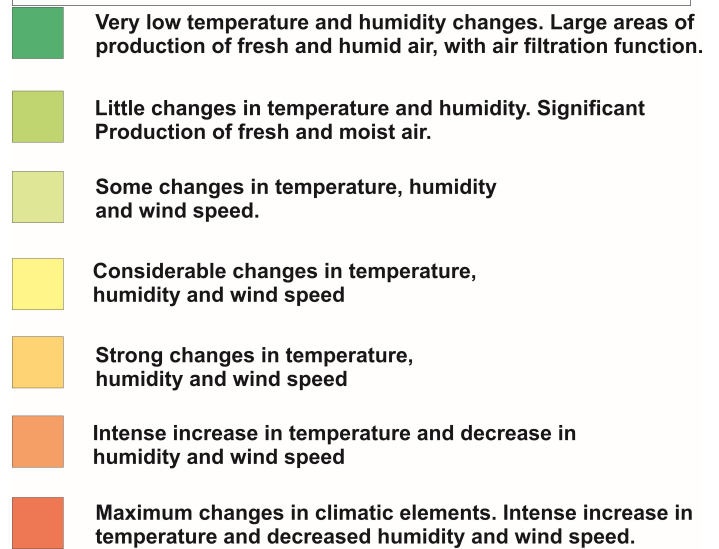 Very low temperature and humidity changes. Large areas of
production of fresh and humid air, with air filtration function.
Little changes in temperature and humidity. Significant
Production of fresh and moist air.
Some changes in temperature, humidity
and wind speed.
Considerable changes in temperature,
humidity and wind speed
Strong changes in temperature,
humidity and wind speed
Intense increase in temperature and decrease in
humidity and wind speed
Maximum changes in climatic elements. Intense increase in
temperature and decreased humidity and wind speed.